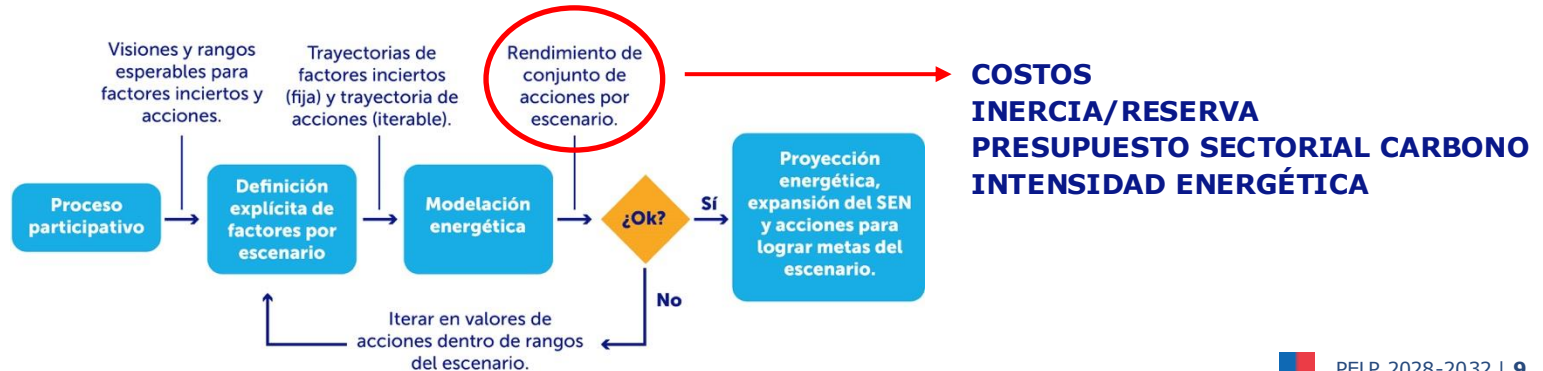 Visiones y rangos
esperables para
factores inciertos y
acciones.
Trayectorias de
factores inciertos
(fija) y trayectoria de
acciones (iterable).
Rendimiento de
conjunto de
acciones por
escenario.
COSTOS
INERCIA/RESERVA
PRESUPUESTO SECTORIAL CARBONO
INTENSIDAD ENERGÉTICA
Proceso
participativo
Definición
explícita de
factores por
escenario
Modelación
energética
¿Ok?
Sí
Proyección
energética,
expansión del SEN
y acciones para
lograr metas del
escenario.
No
Iterar en valores de
acciones dentro de rangos
del escenario.
PELP 2028-2032 | 9